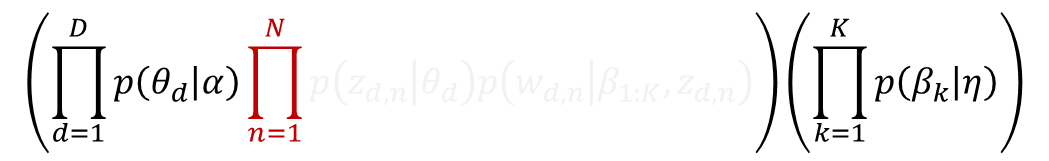 (∏_{d=1}^{D} p(θ_d|α) ∏_{n=1}^{N} p(z_{d,n}|θ_d)p(w_{d,n}|β_{1:K}, z_{d,n})) (∏_{k=1}^{K} p(β_k|η))